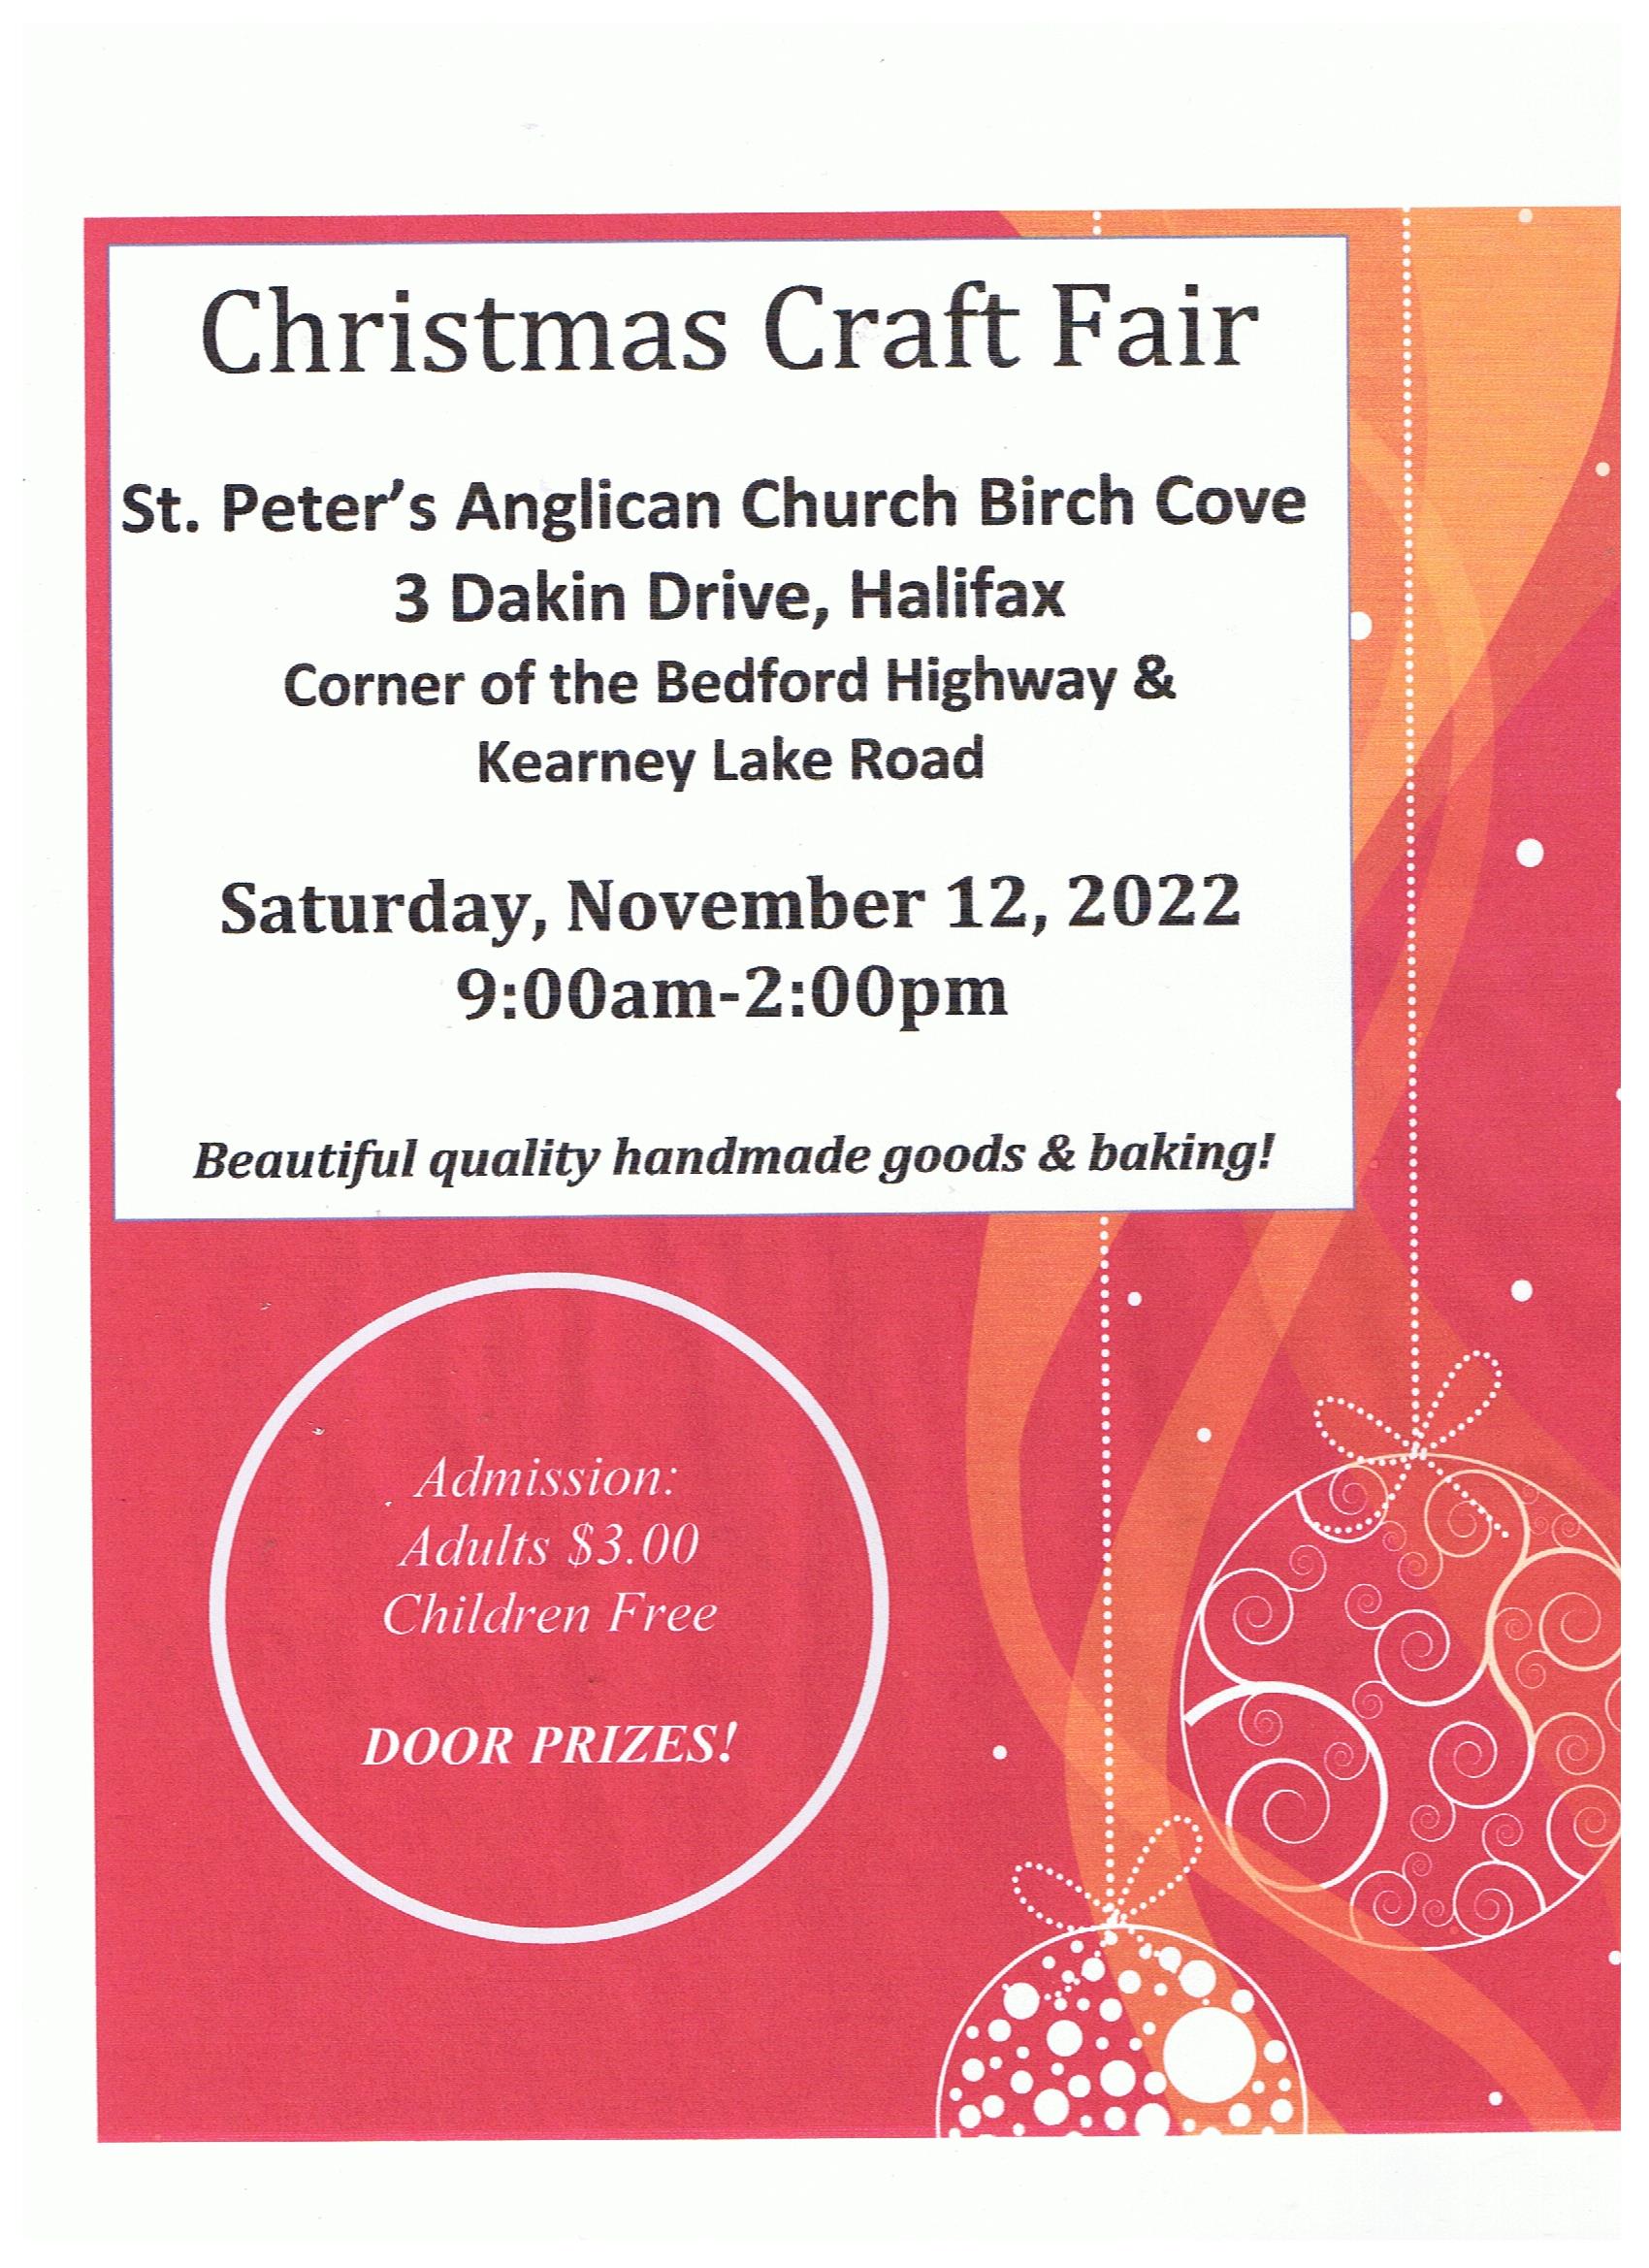 Christmas Craft Fair
St. Peter's Anglican Church Birch Cove
3 Dakin Drive, Halifax
Corner of the Bedford Highway &
Kearney Lake Road
Saturday, November 12, 2022
9:00am-2:00pm
Beautiful quality handmade goods & baking!
Admission:
Adults $3.00
Children Free
DOOR PRIZES!